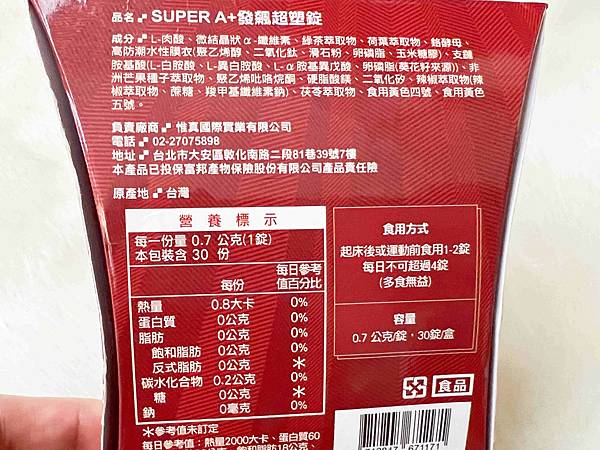 品名 SUPER A+發飆超塑錠
成分 L-肉酸、微結晶狀α-纖維素、綠茶萃取物、荷葉萃取物、鉻酵母、
高防潮水性膜衣(聚乙烯醇、二氧化鈦、滑石粉、卵磷脂、玉米糖膠)、支鏈
胺基酸(L-白胺酸、L-異白胺酸、L-α胺基異戊酸、卵磷脂(葵花籽來源))、非
洲芒果種子萃取物、聚乙烯吡咯烷酮、硬脂酸鎂、二氧化矽、辣椒萃取物(辣
椒萃取物、蔗糖、羧甲基纖維素鈉)、茯苓萃取物、食用黃色四號、食用黃色
五號。
負責廠商 惟真國際實業有限公司
電話 02-27075898
地址 台北市大安區敦化南路二段81巷39號7樓
本產品已投保富邦產物保險股份有限公司產品責任險
原產地 台灣
營養標示
每一份量 0.7 公克(1錠)
本包裝含 30 份
每份 每日參考值百分比
熱量 0.8大卡 0%
蛋白質 0公克 0%
脂肪 0公克 0%
飽和脂肪 0公克 0%
反式脂肪 0公克 *
碳水化合物 0.2公克 0%
糖 0公克 *
鈉 0毫克 0%
*參考值未訂定
每日參考值：熱量2000大卡、蛋白質60
食用方式
起床後或運動前食用1-2錠
每日不可超過4錠
(多食無益)
容量
0.7 公克/錠，30錠/盒
食品
671171